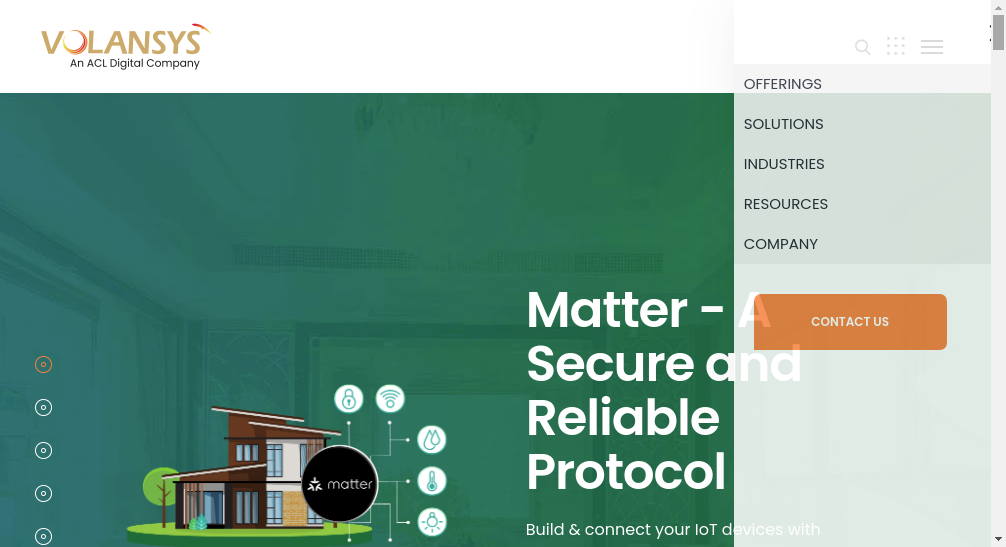 VOLANSYS
An ACL Digital Company
OFFERINGS
SOLUTIONS
INDUSTRIES
RESOURCES
COMPANY
CONTACT US
Matter - A
Secure and
Reliable
Protocol
Build & connect your IoT devices with
matter